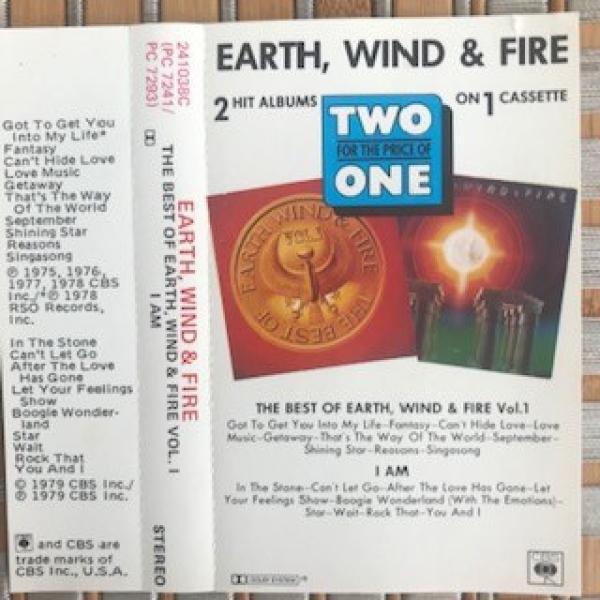 Got To Get You
Into My Life*
Fantasy
Can't Hide Love
Love Music
Getaway
That's The Way
Of The World
September
Shining Star
Reasons
Singasong
℗ 1975, 1976,
1977, 1978 CBS
Inc./*℗ 1978
RSO Records,
Inc.
In The Stone
Can't Let Go
After The Love
Has Gone
Let Your Feelings
Show
Boogie Wonder-
land
Star
Wait
Rock That
You And I
© 1979 CBS Inc./
℗ 1979 CBS Inc.
and CBS are
trade marks of
CBS Inc., U.S.A.
241038C
(PC 7241/
PC 7293)
EARTH, WIND & FIRE
THE BEST OF EARTH, WIND & FIRE VOL. I
I AM
STEREO
EARTH, WIND & FIRE
2 HIT ALBUMS
ON 1 CASSETTE
TWO
FOR THE PRICE OF
ONE
THE BEST OF EARTH WIND & FIRE
VOL.1
WIND & FIRE
THE BEST OF EARTH, WIND & FIRE Vol.1
Got To Get You Into My Life–Fantasy–Can't Hide Love–Love
Music–Getaway–That's The Way Of The World–September–
Shining Star–Reasons–Singasong
I AM
In The Stone–Can't Let Go–After The Love Has Gone–Let
Your Feelings Show–Boogie Wonderland (With The Emotions)–
Star–Wait–Rock That–You And I
DOLBY SYSTEM
CBS